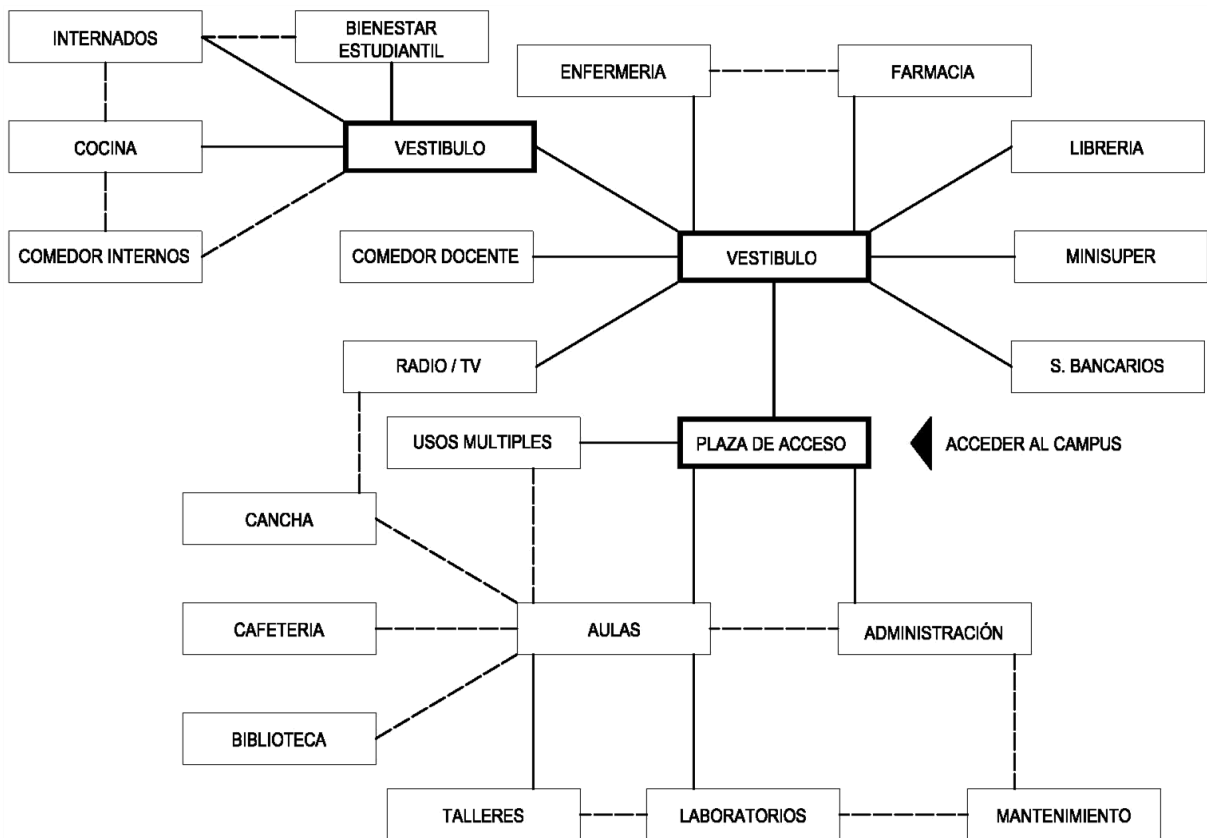 INTERNADOS
BIENESTAR
ESTUDIANTIL
ENFERMERIA
FARMACIA
COCINA
VESTIBULO
LIBRERIA
COMEDOR INTERNOS
COMEDOR DOCENTE
VESTIBULO
MINISUPER
RADIO / TV
S. BANCARIOS
USOS MULTIPLES
PLAZA DE ACCESO
ACCEDER AL CAMPUS
CANCHA
CAFETERIA
AULAS
ADMINISTRACIÓN
BIBLIOTECA
TALLERES
LABORATORIOS
MANTENIMIENTO